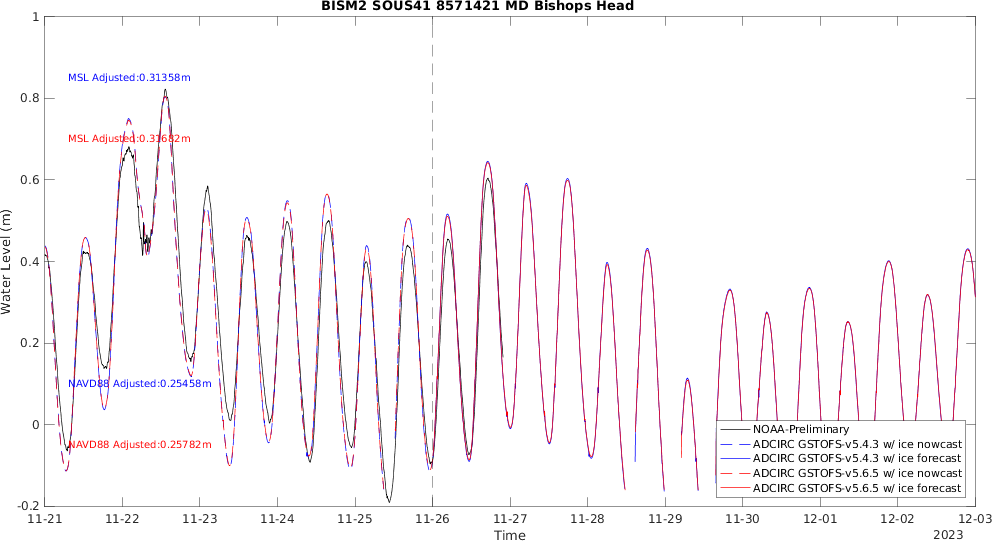 BISM2 SOUS41 8571421 MD Bishops Head
MSL Adjusted:0.31358m
MSL Adjusted:0.31682m
NAVD88 Adjusted:0.25458m
NAVD88 Adjusted:0.25782m
Water Level (m)
1
0.8
0.6
0.4
0.2
0
-0.2
11-21 11-22 11-23 11-24 11-25 11-26 11-27 11-28 11-29 11-30 12-01 12-02 12-03
Time
2023
NOAA-Preliminary
ADCIRC GSTOFS-v5.4.3 w/ ice nowcast
ADCIRC GSTOFS-v5.4.3 w/ ice forecast
ADCIRC GSTOFS-v5.6.5 w/ ice nowcast
ADCIRC GSTOFS-v5.6.5 w/ ice forecast